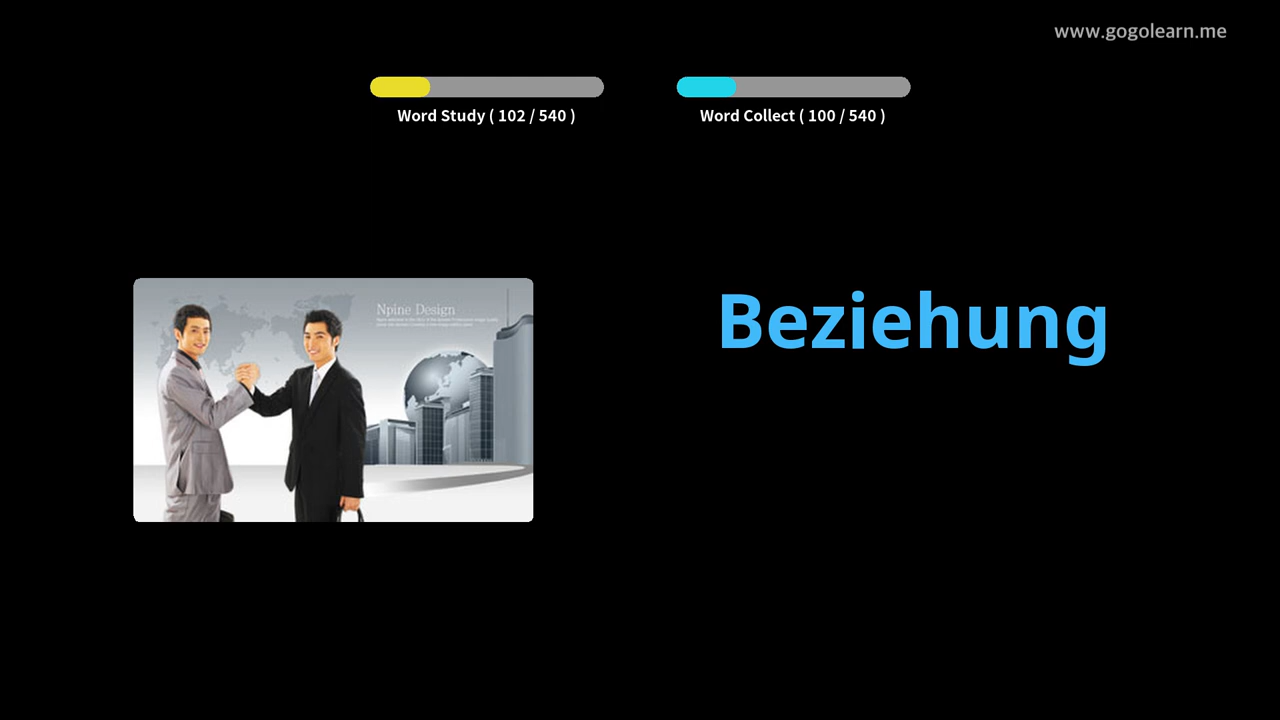 www.gogolearn.me
Word Study ( 102 / 540 )
Word Collect ( 100 / 540 )
Npine Design
Beziehung